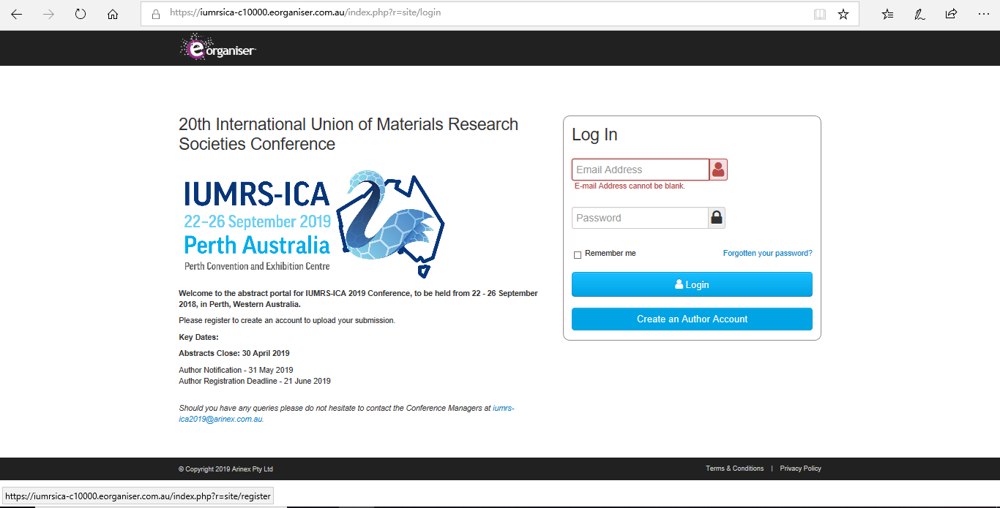 https://iumrsica-c10000.eorganiser.com.au/index.php?r=site/login
eorganiser
20th International Union of Materials Research
Societies Conference
IUMRS-ICA
22–26 September 2019
Perth Australia
Perth Convention and Exhibition Centre
Welcome to the abstract portal for IUMRS-ICA 2019 Conference, to be held from 22 - 26 September
2018, in Perth, Western Australia.
Please register to create an account to upload your submission.
Key Dates:
Abstracts Close: 30 April 2019
Author Notification - 31 May 2019
Author Registration Deadline - 21 June 2019
Should you have any queries please do not hesitate to contact the Conference Managers at iumrs-
ica2019@arinex.com.au.
Log In
Email Address
E-mail Address cannot be blank.
Password
Remember me
Forgotten your password?
Login
Create an Author Account
© Copyright 2019 Arinex Pty Ltd
Terms & Conditions | Privacy Policy
https://iumrsica-c10000.eorganiser.com.au/index.php?r=site/register